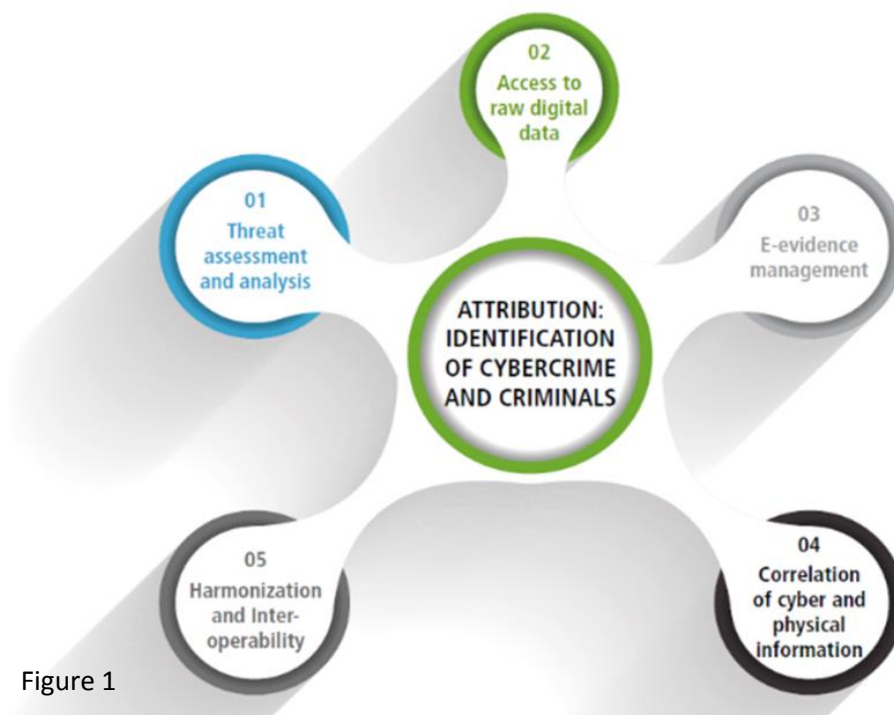 02
Access to
raw digital
data
01
Threat
assessment
and analysis
03
E-evidence
management
ATTRIBUTION:
IDENTIFICATION
OF CYBERCRIME
AND CRIMINALS
04
Correlation
of cyber and
physical
information
05
Harmonization
and Inter-
operability
Figure 1